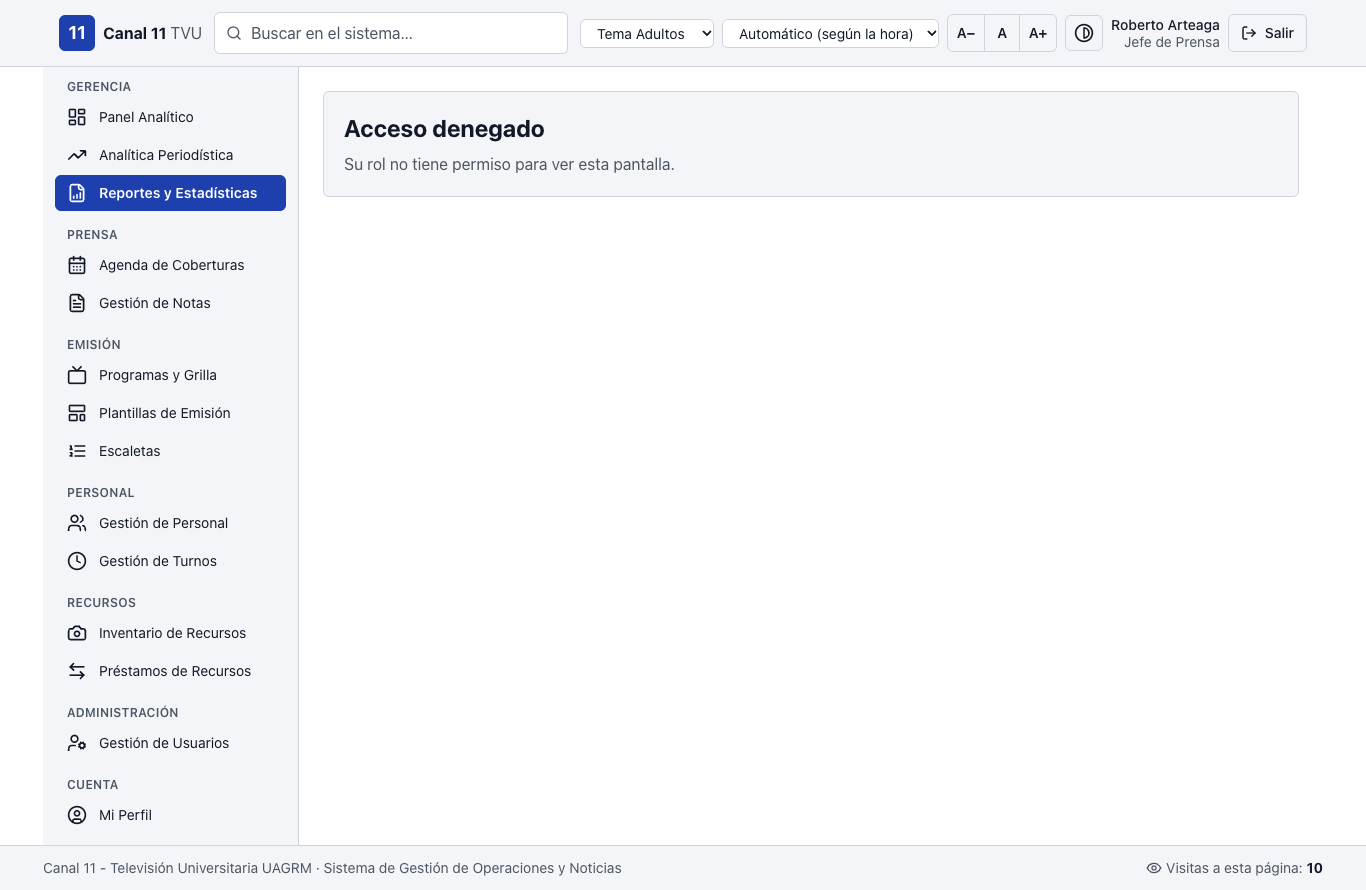 11 Canal 11 TVU
Buscar en el sistema...
Tema Adultos
Automático (según la hora)
A− A A+
Roberto Arteaga
Jefe de Prensa
Salir
GERENCIA
Panel Analítico
Analítica Periodística
Reportes y Estadísticas
PRENSA
Agenda de Coberturas
Gestión de Notas
EMISIÓN
Programas y Grilla
Plantillas de Emisión
Escaletas
PERSONAL
Gestión de Personal
Gestión de Turnos
RECURSOS
Inventario de Recursos
Préstamos de Recursos
ADMINISTRACIÓN
Gestión de Usuarios
CUENTA
Mi Perfil
Acceso denegado
Su rol no tiene permiso para ver esta pantalla.
Canal 11 - Televisión Universitaria UAGRM · Sistema de Gestión de Operaciones y Noticias
Visitas a esta página: 10